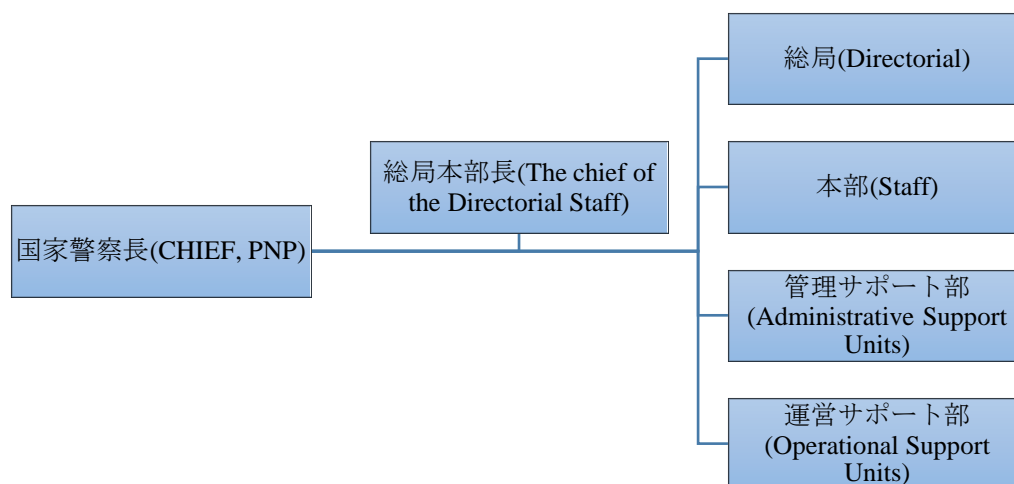 国家警察長(CHIEF, PNP)
総局本部長(The chief of
the Directorial Staff)
総局(Directorial)
本部(Staff)
管理サポート部
(Administrative Support
Units)
運営サポート部
(Operational Support
Units)